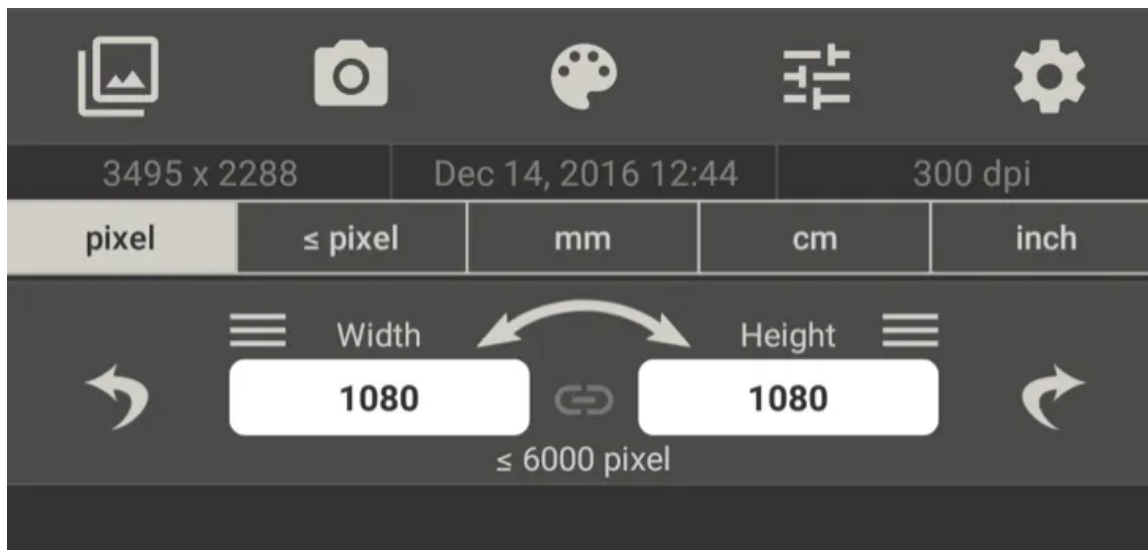 3495 x 2288 Dec 14, 2016 12:44 300 dpi
pixel ≤ pixel mm cm inch
Width Height
1080 1080
≤ 6000 pixel